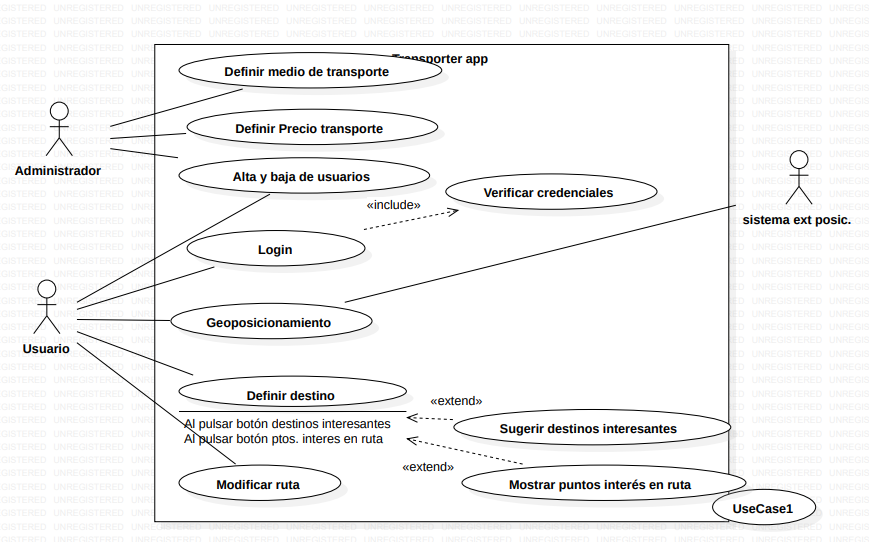 Transporter app
Definir medio de transporte
Definir Precio transporte
Administrador
Alta y baja de usuarios
Verificar credenciales
«include»
sistema ext posic.
Login
Geoposicionamiento
Usuario
Definir destino
«extend»
Al pulsar botón destinos interesantes
Sugerir destinos interesantes
Al pulsar botón ptos. interes en ruta
«extend»
Modificar ruta
Mostrar puntos interés en ruta
UseCase1
UNREGISTERED